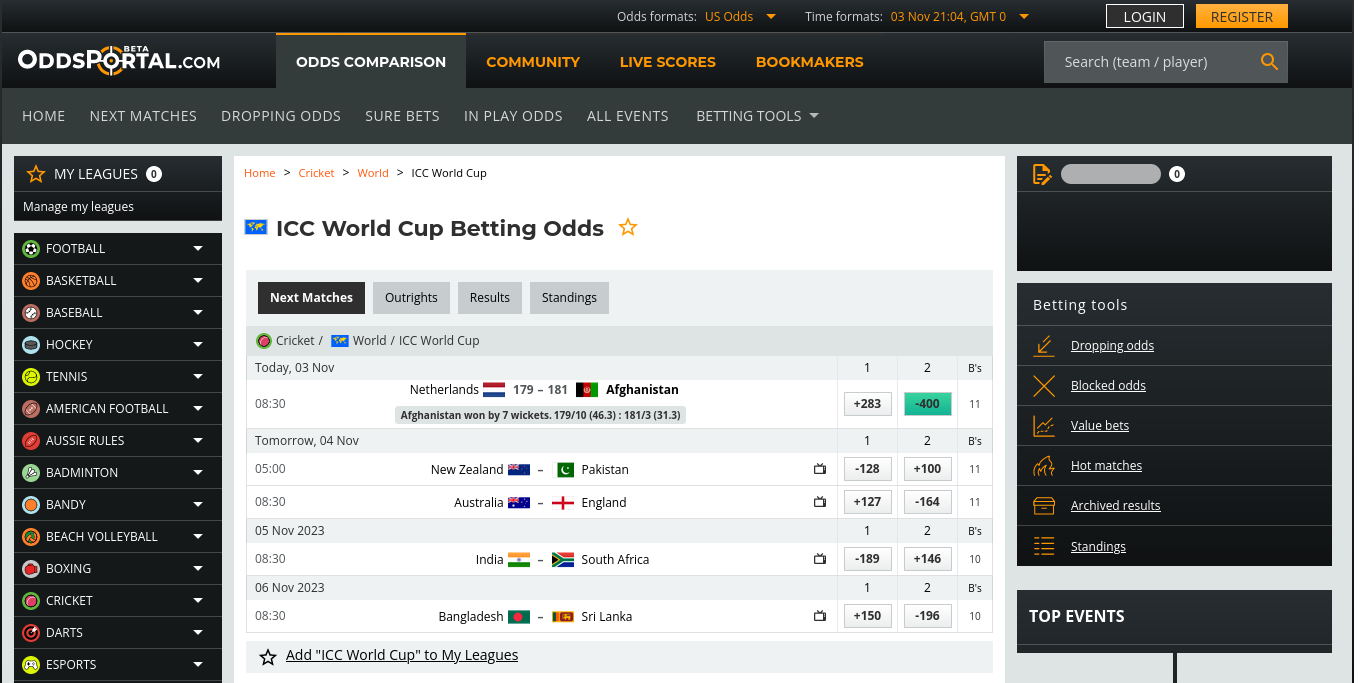 Odds formats: US Odds Time formats: 03 Nov 21:04, GMT 0 LOGIN REGISTER
ODDSPORTAL.COM BETA ODDS COMPARISON COMMUNITY LIVE SCORES BOOKMAKERS Search (team / player)
HOME NEXT MATCHES DROPPING ODDS SURE BETS IN PLAY ODDS ALL EVENTS BETTING TOOLS
MY LEAGUES 0
Manage my leagues
FOOTBALL
BASKETBALL
BASEBALL
HOCKEY
TENNIS
AMERICAN FOOTBALL
AUSSIE RULES
BADMINTON
BANDY
BEACH VOLLEYBALL
BOXING
CRICKET
DARTS
ESPORTS
Home > Cricket > World > ICC World Cup
ICC World Cup Betting Odds
Next Matches Outrights Results Standings
Cricket / World / ICC World Cup
Today, 03 Nov 1 2 B's
08:30 Netherlands 179 – 181 Afghanistan +283 -400 11
Afghanistan won by 7 wickets. 179/10 (46.3) : 181/3 (31.3)
Tomorrow, 04 Nov 1 2 B's
05:00 New Zealand – Pakistan -128 +100 11
08:30 Australia – England +127 -164 11
05 Nov 2023 1 2 B's
08:30 India – South Africa -189 +146 10
06 Nov 2023 1 2 B's
08:30 Bangladesh – Sri Lanka +150 -196 10
Add "ICC World Cup" to My Leagues
0
Betting tools
Dropping odds
Blocked odds
Value bets
Hot matches
Archived results
Standings
TOP EVENTS